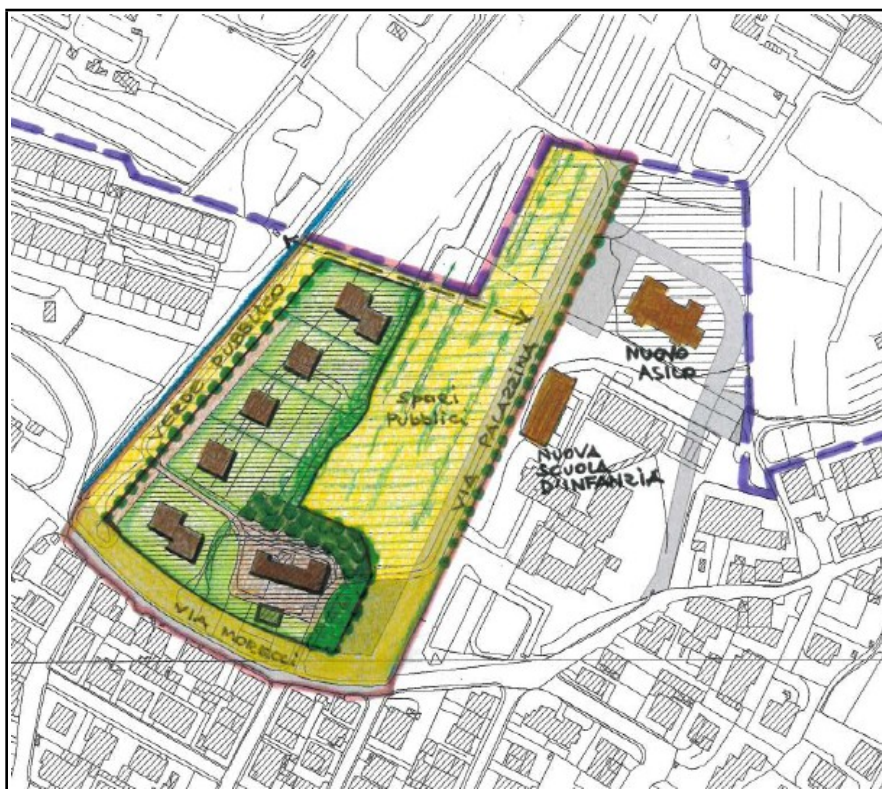 VERDE PUBBLICO
Spazi
Pubblici
VIA PALAZZINA
NUOVO
ASILO
NUOVA
SCUOLA
D'INFANZIA
VIA MORECCI